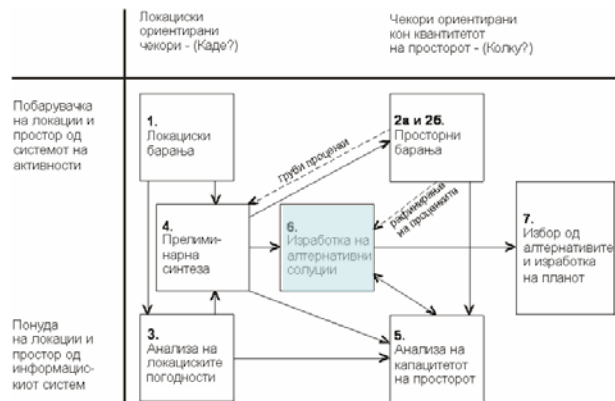 Локациски
ориентирани
чекори - (Каде?)
Чекори ориентирани
кон квантитетот
на просторот - (Колку?)
Побарувачка
на локации и
простор од
системот на
активности
1.
Локациски
барања
2а и 2б.
Просторни
барања
груби проценки
рафинирање
на проценките
4.
Прелими-
нарна
синтеза
6.
Изработка на
алтернативни
солуции
7.
Избор од
алтернативите
и изработка
на планот
Понуда
на локации и
простор од
информацис-
киот систем
3.
Анализа на
локациските
погодности
5.
Анализа на
капацитетот
на просторот